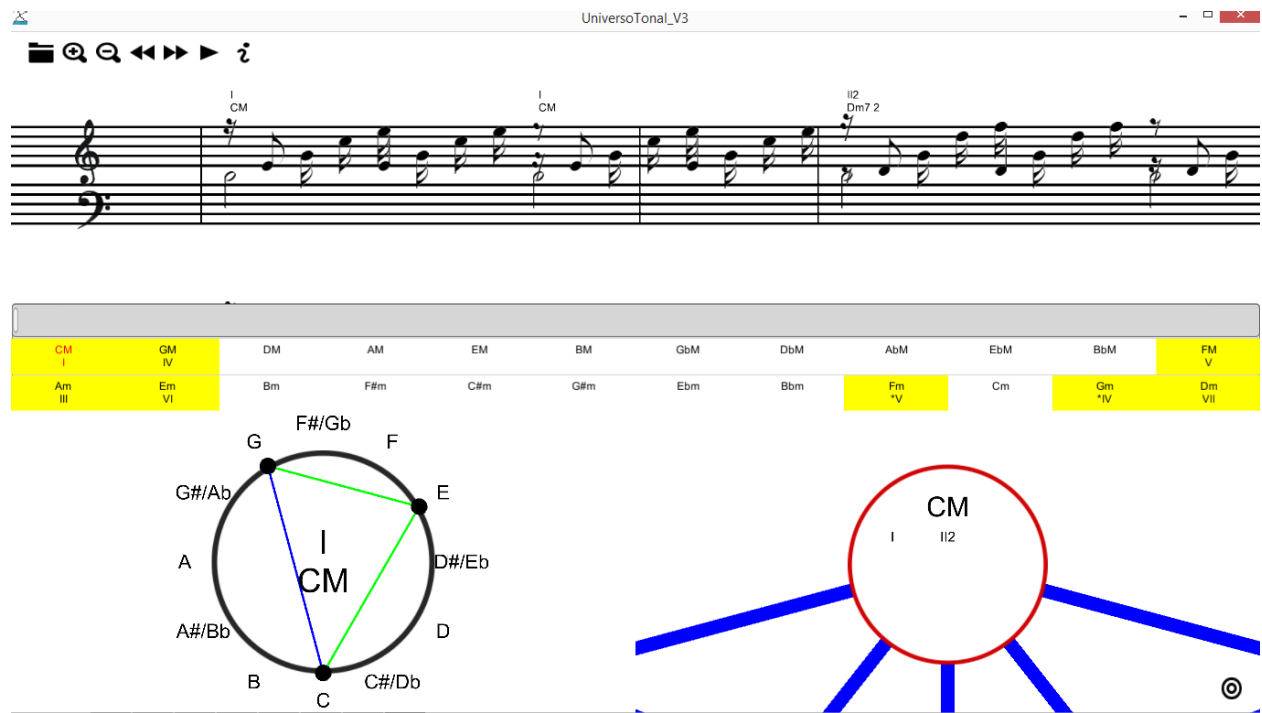 UniversoTonal_V3
I I II2
CM CM Dm7 2
CM GM DM AM EM BM GbM DbM AbM EbM BbM FM
I IV V
Am Em Bm F#m C#m G#m Ebm Bbm Fm Cm Gm Dm
III VI *V *IV VII
F#/Gb
G F
G#/Ab E
I
A CM D#/Eb
A#/Bb D
B C#/Db
C
CM
I II2